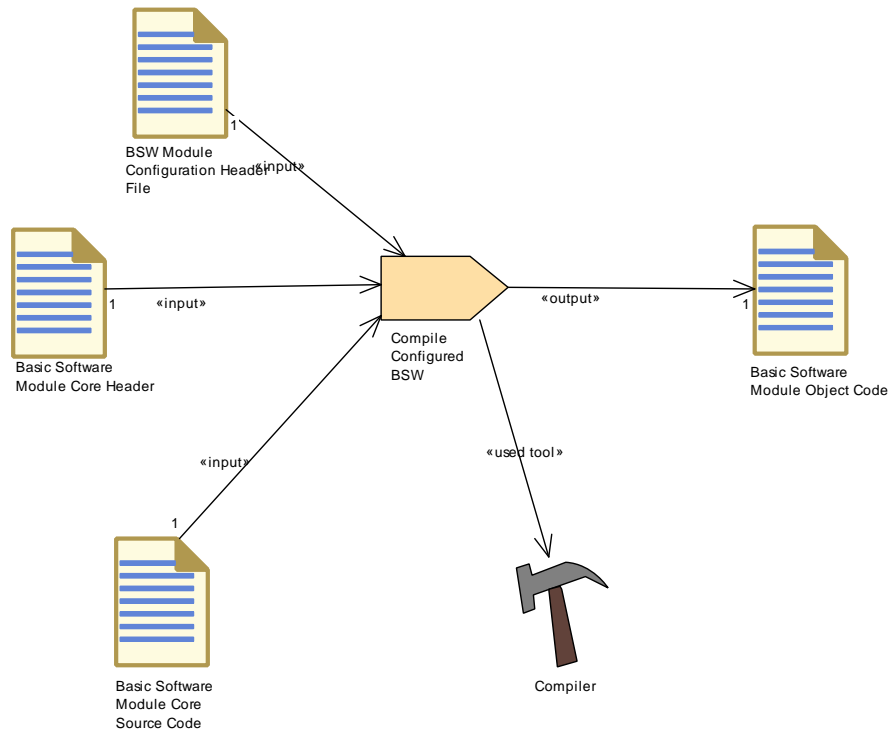 1
BSW Module
Configuration Header
File
«input»
1
«input»
Basic Software
Module Core Header
Compile
Configured
BSW
«output»
1
Basic Software
Module Object Code
«used tool»
«input»
1
Basic Software
Module Core
Source Code
Compiler